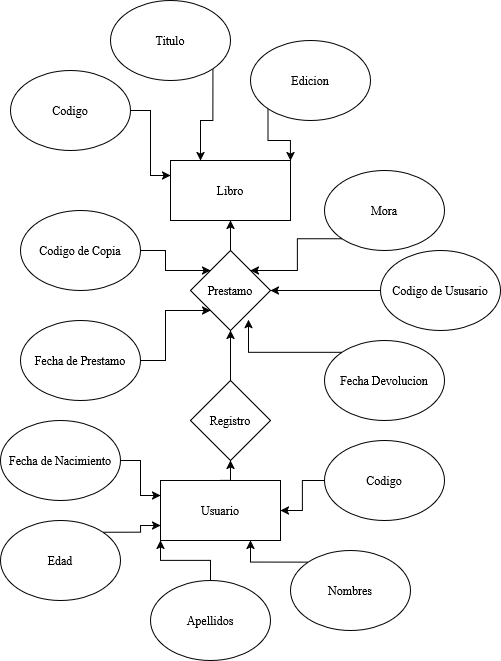 Titulo
Edicion
Codigo
Libro
Mora
Codigo de Copia
Prestamo
Codigo de Ususario
Fecha de Prestamo
Fecha Devolucion
Registro
Fecha de Nacimiento
Codigo
Usuario
Edad
Nombres
Apellidos